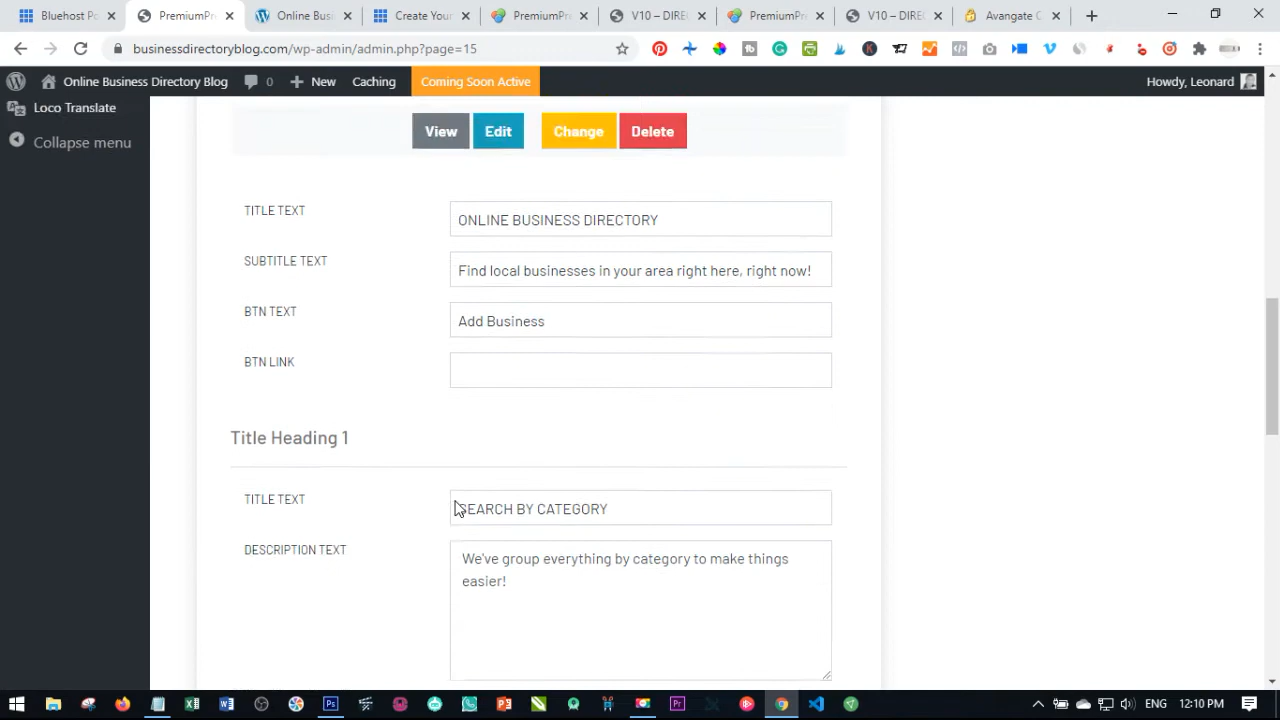 Bluehost Po
PremiumPr
Online Busi
Create Your
PremiumPr
V10 – DIRE
PremiumPr
V10 – DIRE
Avangate C
businessdirectoryblog.com/wp-admin/admin.php?page=15
Online Business Directory Blog
0
New
Caching
Coming Soon Active
Howdy, Leonard
Loco Translate
Collapse menu
View
Edit
Change
Delete
TITLE TEXT
ONLINE BUSINESS DIRECTORY
SUBTITLE TEXT
Find local businesses in your area right here, right now!
BTN TEXT
Add Business
BTN LINK
Title Heading 1
TITLE TEXT
SEARCH BY CATEGORY
DESCRIPTION TEXT
We've group everything by category to make things
easier!
ENG
12:10 PM